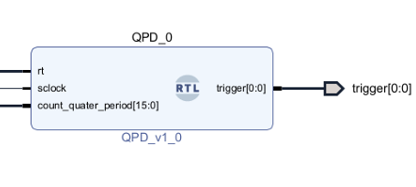 QPD_0
rt
sclock
count_quater_period[15:0]
RTL
trigger[0:0]
trigger[0:0]
QPD_v1_0